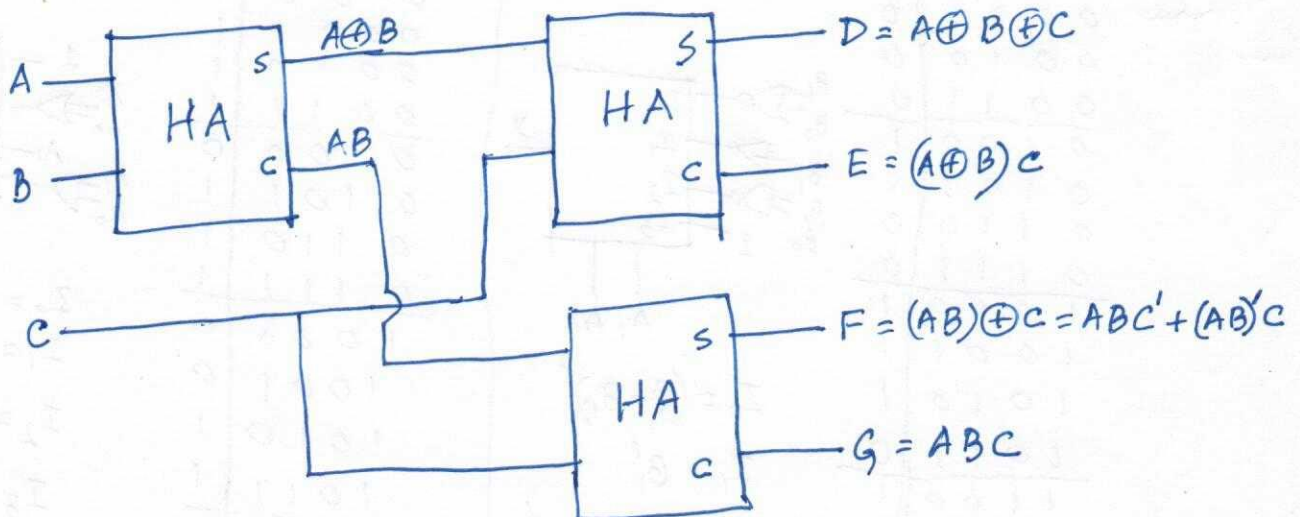 A⊕B
S
S
D = A⊕B⊕C
A
HA
HA
AB
B
C
C
E = (A⊕B)C
C
S
F = (AB)⊕C = ABC' + (AB)'C
HA
C
G = ABC